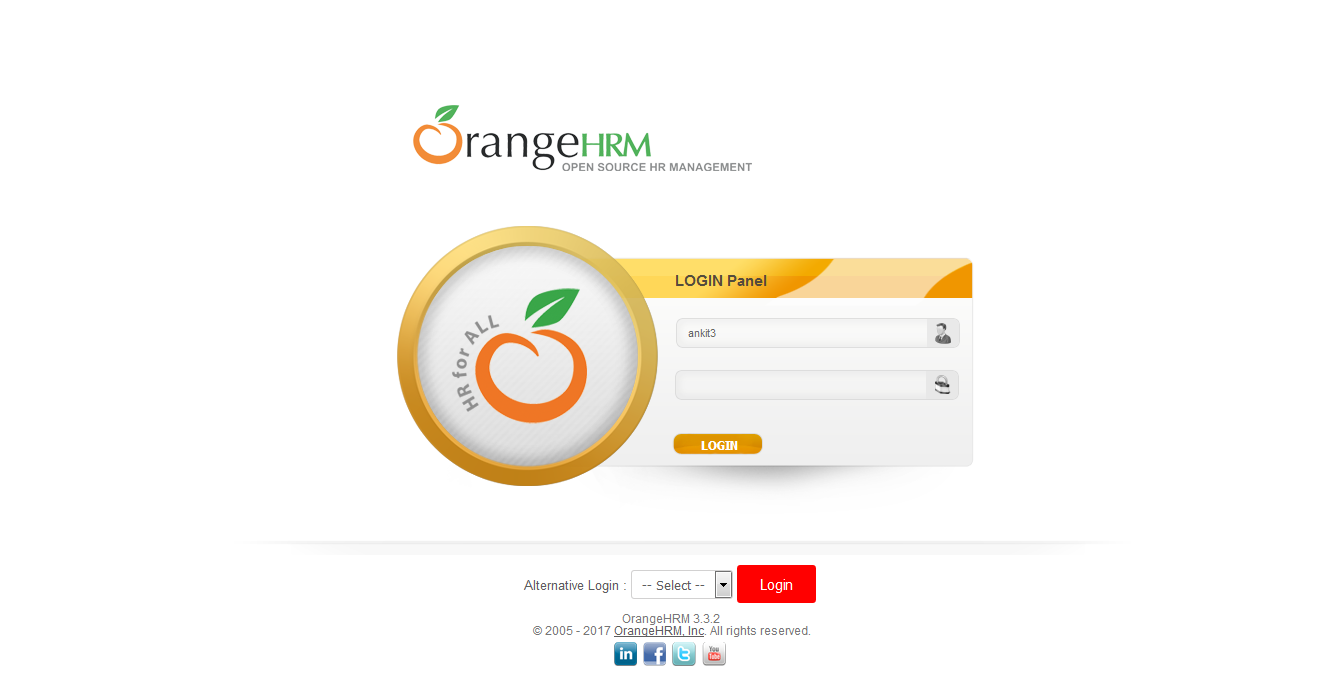 OrangeHRM
OPEN SOURCE HR MANAGEMENT
LOGIN Panel
HR for ALL
ankit3
LOGIN
Alternative Login : -- Select -- Login
OrangeHRM 3.3.2
© 2005 - 2017 OrangeHRM, Inc. All rights reserved.
in f t You Tube